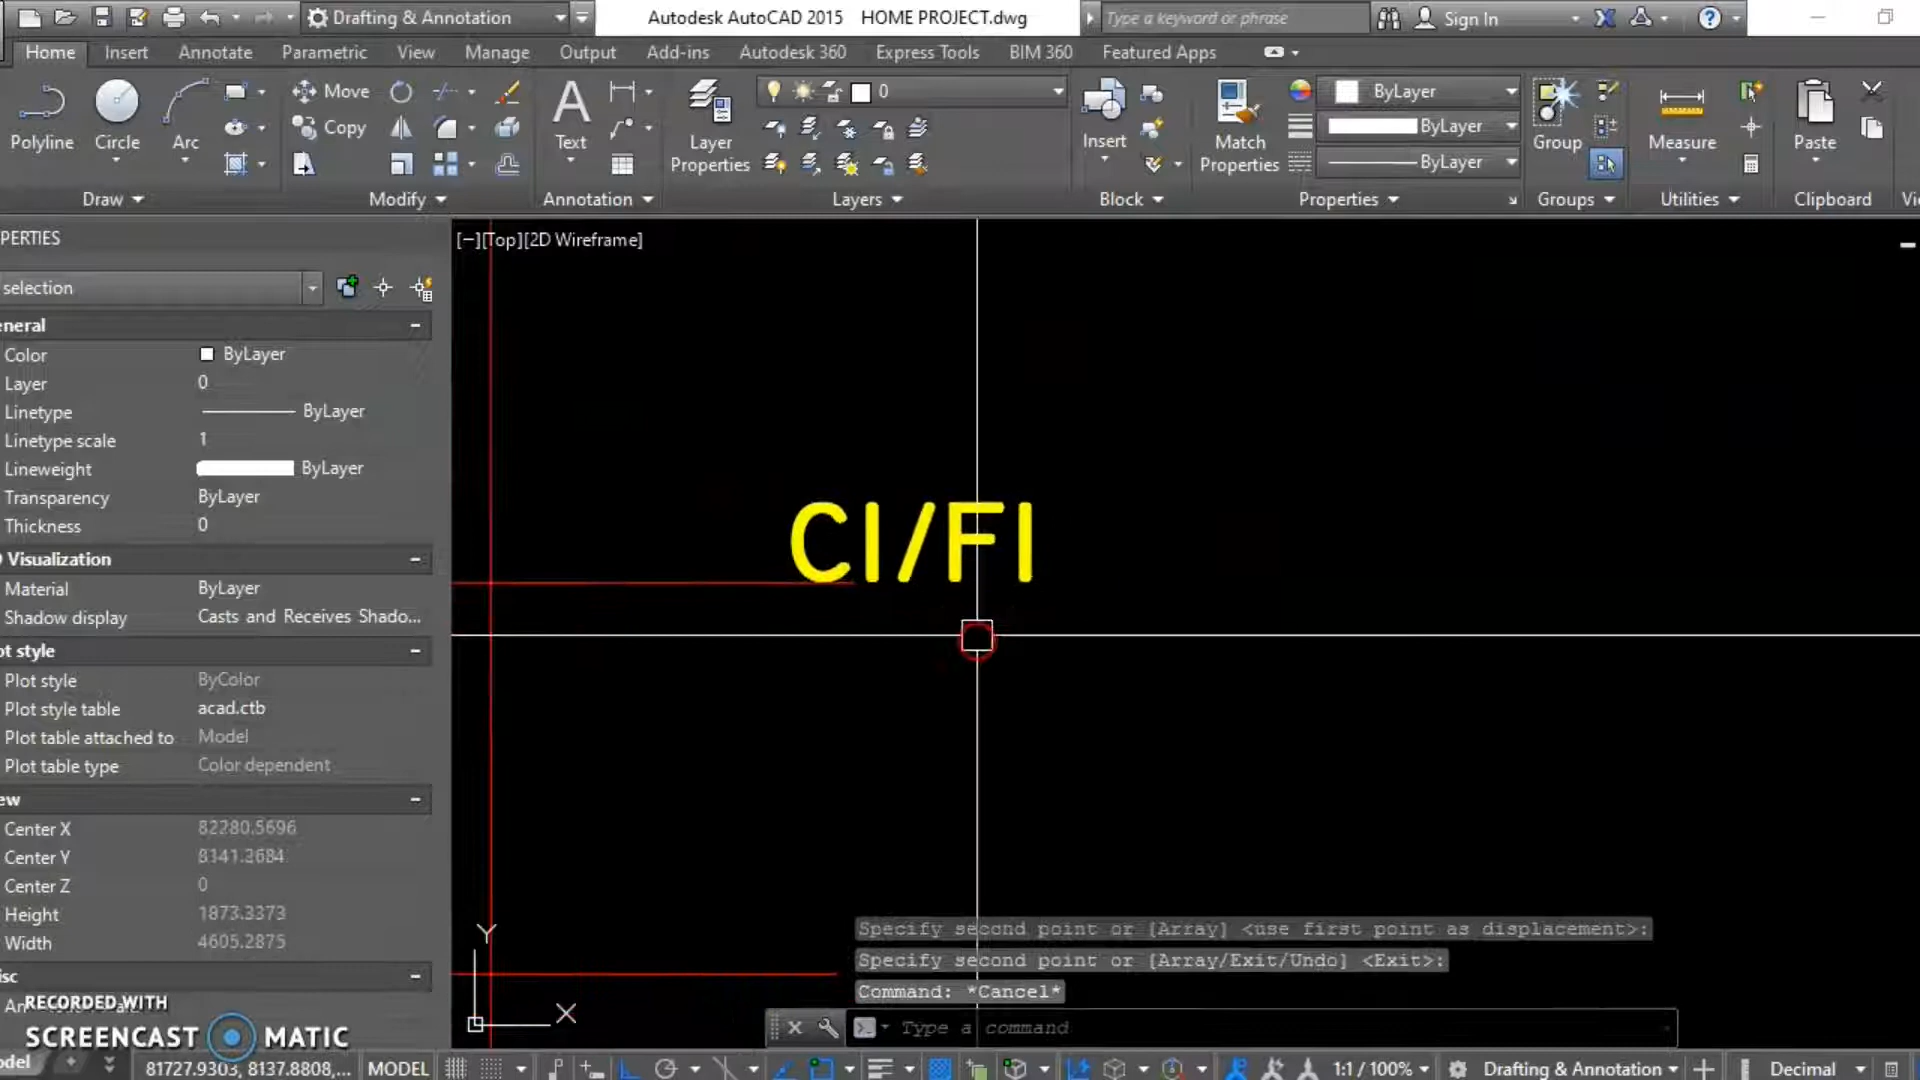 Drafting & Annotation
Autodesk AutoCAD 2015 HOME PROJECT.dwg
Type a keyword or phrase
Sign In
Home Insert Annotate Parametric View Manage Output Add-ins Autodesk 360 Express Tools BIM 360 Featured Apps
Polyline Circle Arc
Move
Copy
Text
Layer Properties
0
Insert
Match Properties
ByLayer
ByLayer
ByLayer
Group
Measure
Paste
Draw Modify Annotation Layers Block Properties Groups Utilities Clipboard Vi
PERTIES
[−][Top][2D Wireframe]
selection
eneral
Color ByLayer
Layer 0
Linetype ByLayer
Linetype scale 1
Lineweight ByLayer
Transparency ByLayer
Thickness 0
D Visualization
Material ByLayer
Shadow display Casts and Receives Shado...
ot style
Plot style ByColor
Plot style table acad.ctb
Plot table attached to Model
Plot table type Color dependent
ew
Center X 82280.5696
Center Y 8141.2684
Center Z 0
Height 1873.3373
Width 4605.2875
isc
An
CI/FI
Y
X
Specify second point or [Array] <use first point as displacement>:
Specify second point or [Array/Exit/Undo] <Exit>:
Command: *Cancel*
Type a command
RECORDED WITH
SCREENCAST MATIC
odel
81727.9303, 8137.8808,...
MODEL
1:1 / 100%
Drafting & Annotation
Decimal